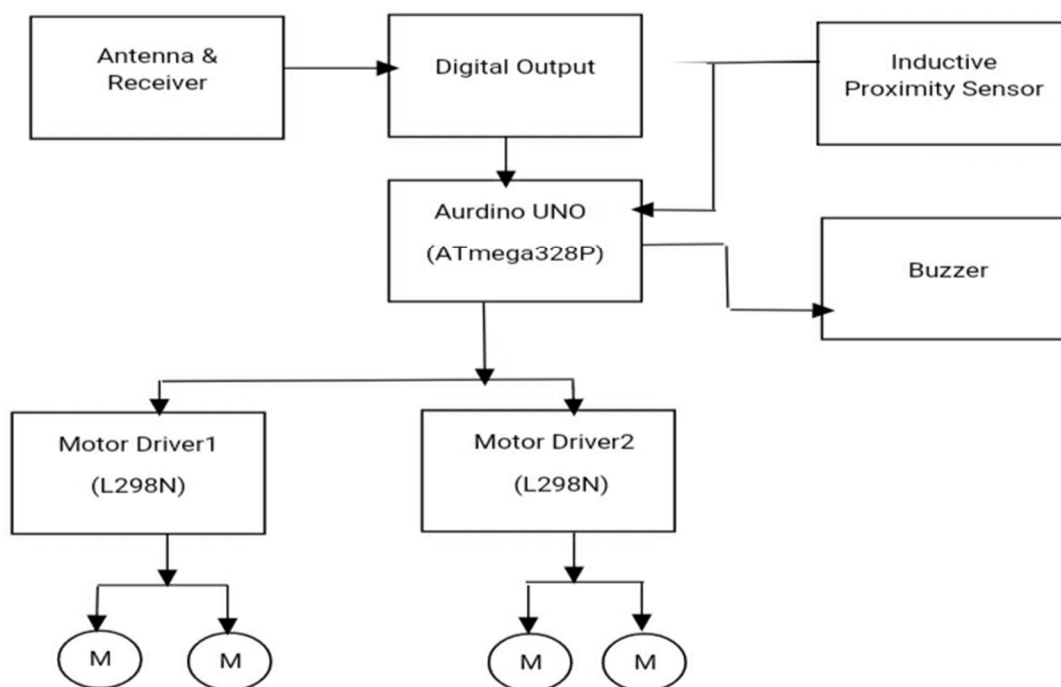 Antenna &
Receiver
Digital Output
Inductive
Proximity Sensor
Aurdino UNO
(ATmega328P)
Buzzer
Motor Driver1
(L298N)
Motor Driver2
(L298N)
M
M
M
M